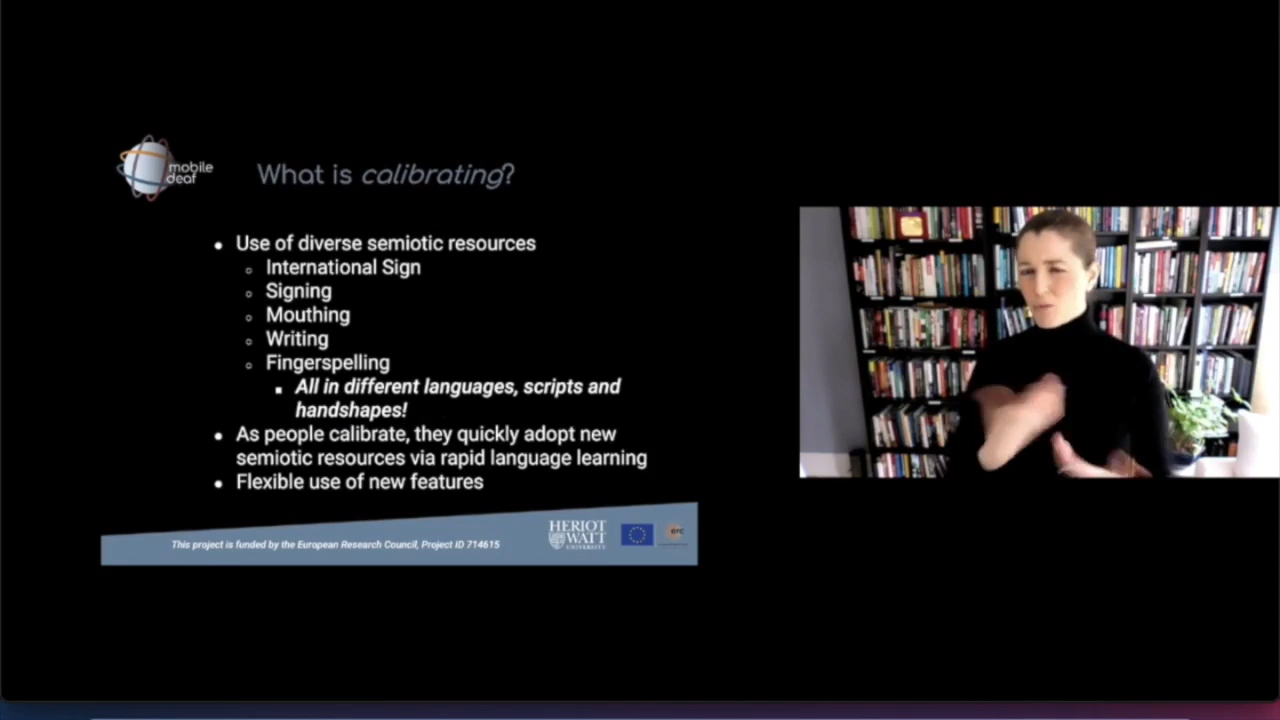 mobile
deaf
What is calibrating?
Use of diverse semiotic resources
International Sign
Signing
Mouthing
Writing
Fingerspelling
All in different languages, scripts and
handshapes!
As people calibrate, they quickly adopt new
semiotic resources via rapid language learning
Flexible use of new features
This project is funded by the European Research Council, Project ID 714615
HERIOT
WATT
UNIVERSITY
erc